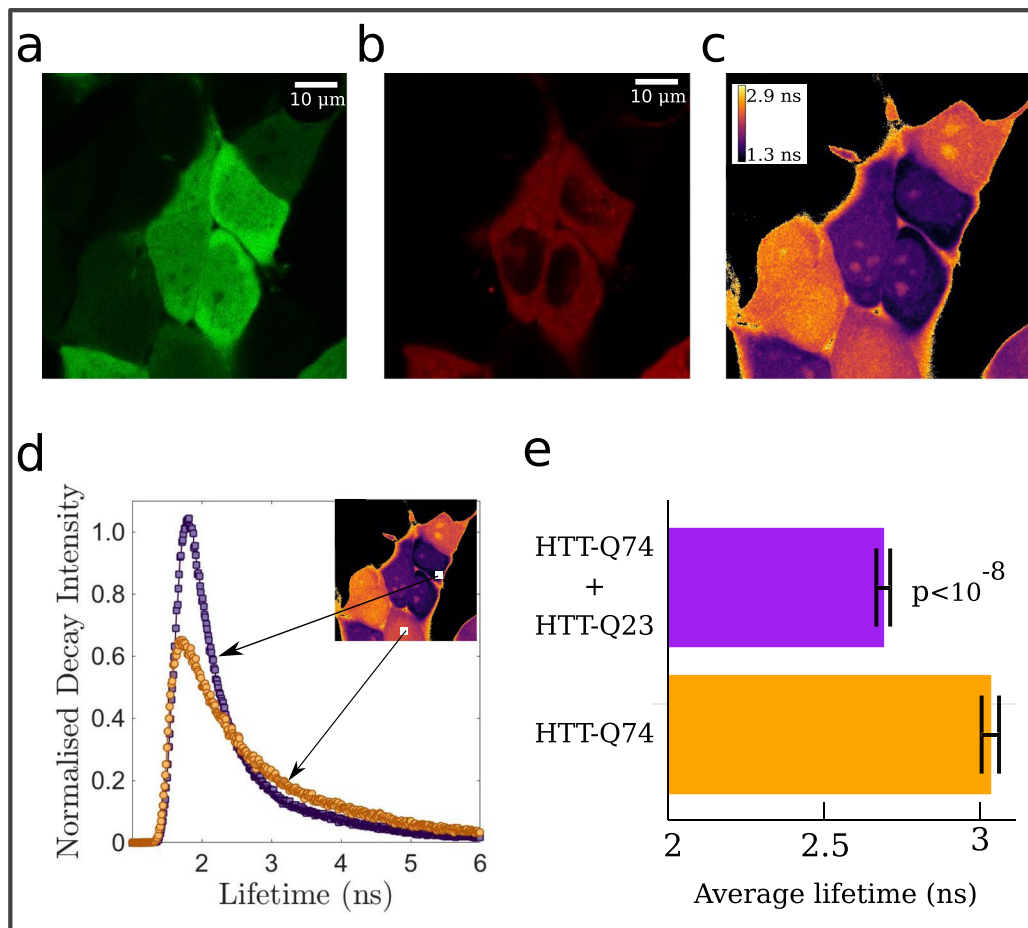 a
b
c
10 µm
10 µm
2.9 ns
1.3 ns
d
e
Normalised Decay Intensity
1.0
0.8
0.6
0.4
0.2
0
2
3
4
5
6
Lifetime (ns)
HTT-Q74
+
HTT-Q23
p<10⁻⁸
HTT-Q74
2
2.5
3
Average lifetime (ns)